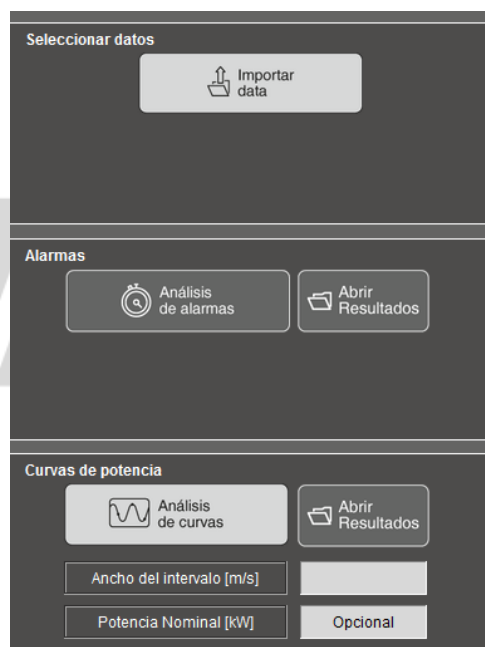 Seleccionar datos
Importar
data
Alarmas
Análisis
de alarmas
Abrir
Resultados
Curvas de potencia
Análisis
de curvas
Abrir
Resultados
Ancho del intervalo [m/s]
Potencia Nominal [kW]
Opcional